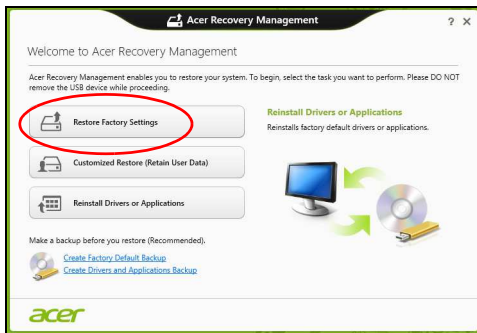 Acer Recovery Management
? X
Welcome to Acer Recovery Management
Acer Recovery Management enables you to restore your system. To begin, select the task you want to perform. Please DO NOT
remove the USB device while proceeding.
Restore Factory Settings
Customized Restore (Retain User Data)
Reinstall Drivers or Applications
Reinstall Drivers or Applications
Reinstalls factory default drivers or applications.
Make a backup before you restore (Recommended).
Create Factory Default Backup
Create Drivers and Applications Backup
acer